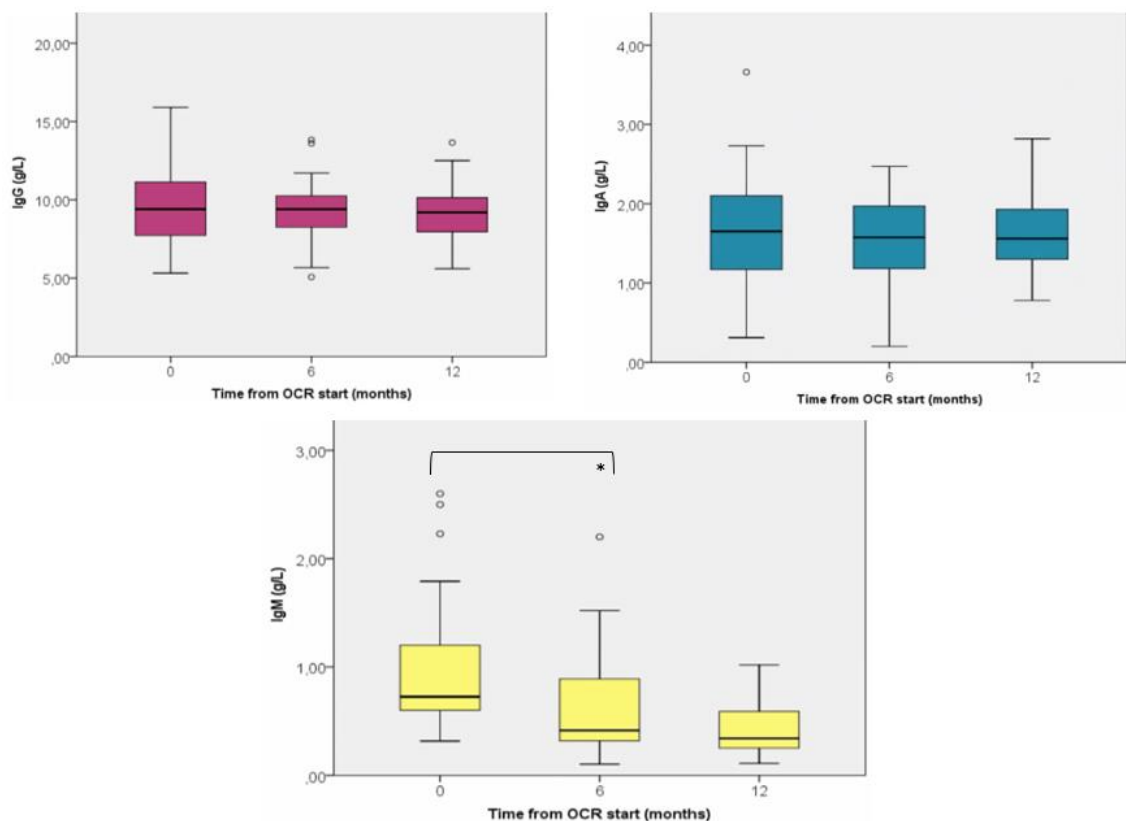 20,00
15,00
10,00
5,00
,00
IgG (g/L)
0 6 12
Time from OCR start (months)
4,00
3,00
2,00
1,00
,00
IgA (g/L)
0 6 12
Time from OCR start (months)
3,00
2,00
1,00
,00
IgM (g/L)
*
0 6 12
Time from OCR start (months)